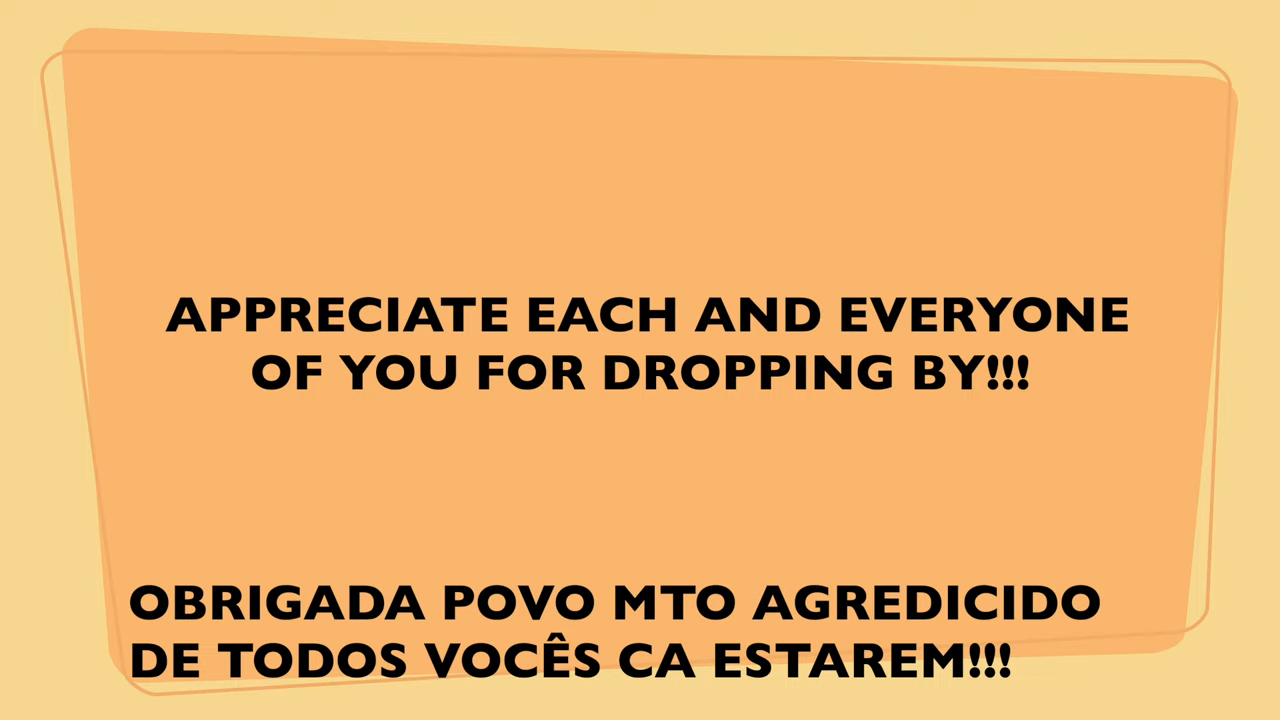 APPRECIATE EACH AND EVERYONE
OF YOU FOR DROPPING BY!!!
OBRIGADA POVO MTO AGREDICIDO
DE TODOS VOCÊS CA ESTAREM!!!